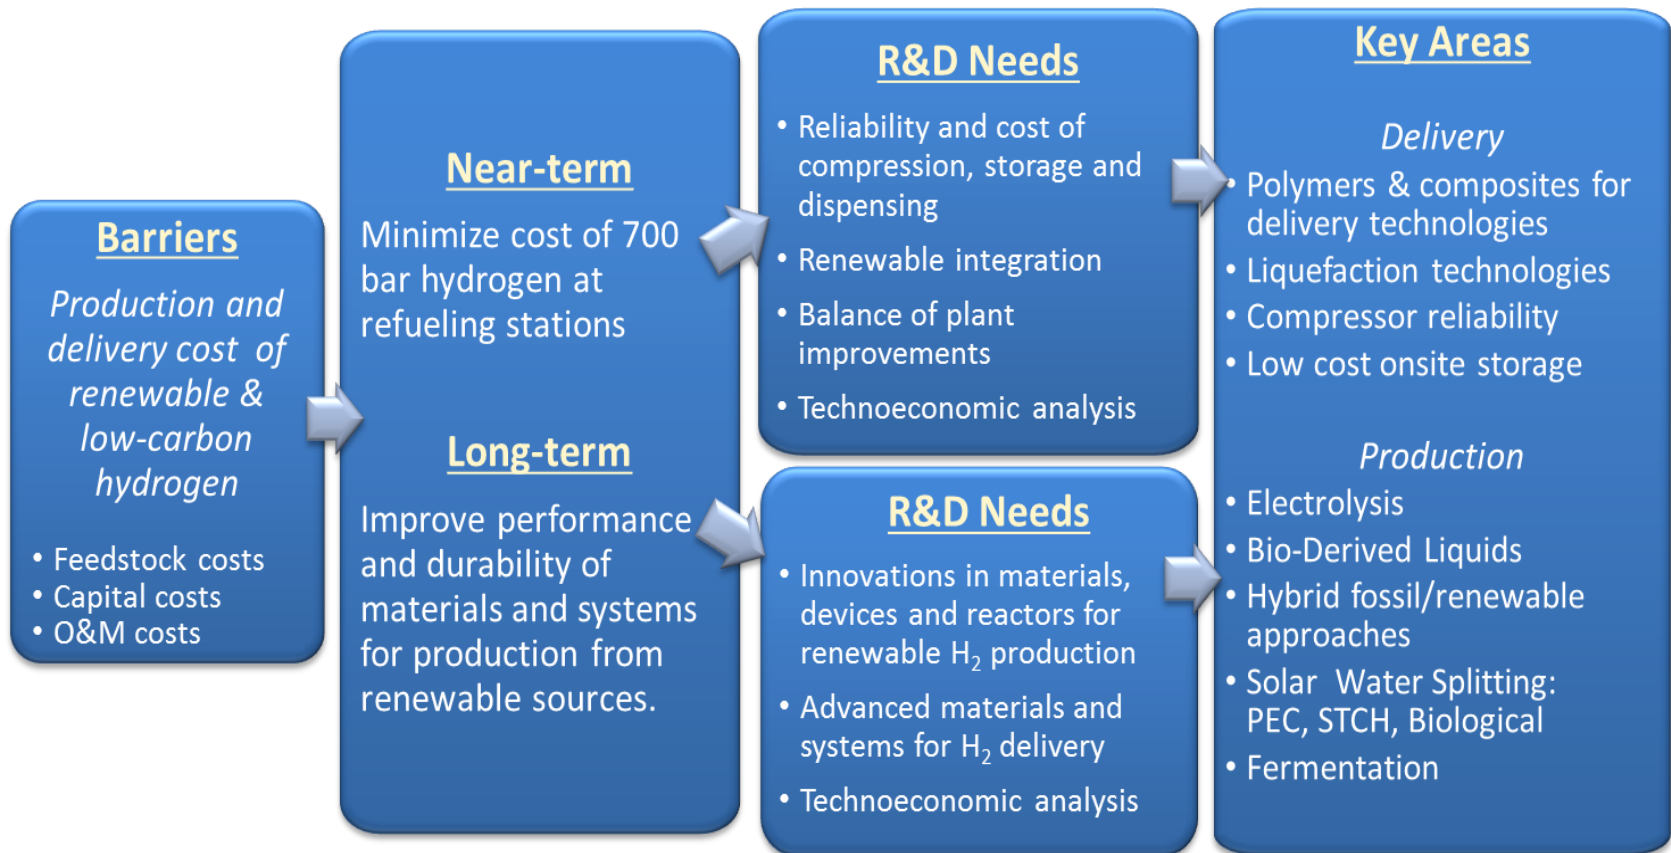 Barriers
Production and
delivery cost of
renewable &
low-carbon
hydrogen
• Feedstock costs
• Capital costs
• O&M costs
Near-term
Minimize cost of 700
bar hydrogen at
refueling stations
Long-term
Improve performance
and durability of
materials and systems
for production from
renewable sources.
R&D Needs
• Reliability and cost of
compression, storage and
dispensing
• Renewable integration
• Balance of plant
improvements
• Technoeconomic analysis
R&D Needs
• Innovations in materials,
devices and reactors for
renewable H₂ production
• Advanced materials and
systems for H₂ delivery
• Technoeconomic analysis
Key Areas
Delivery
• Polymers & composites for
delivery technologies
• Liquefaction technologies
• Compressor reliability
• Low cost onsite storage
Production
• Electrolysis
• Bio-Derived Liquids
• Hybrid fossil/renewable
approaches
• Solar Water Splitting:
PEC, STCH, Biological
• Fermentation